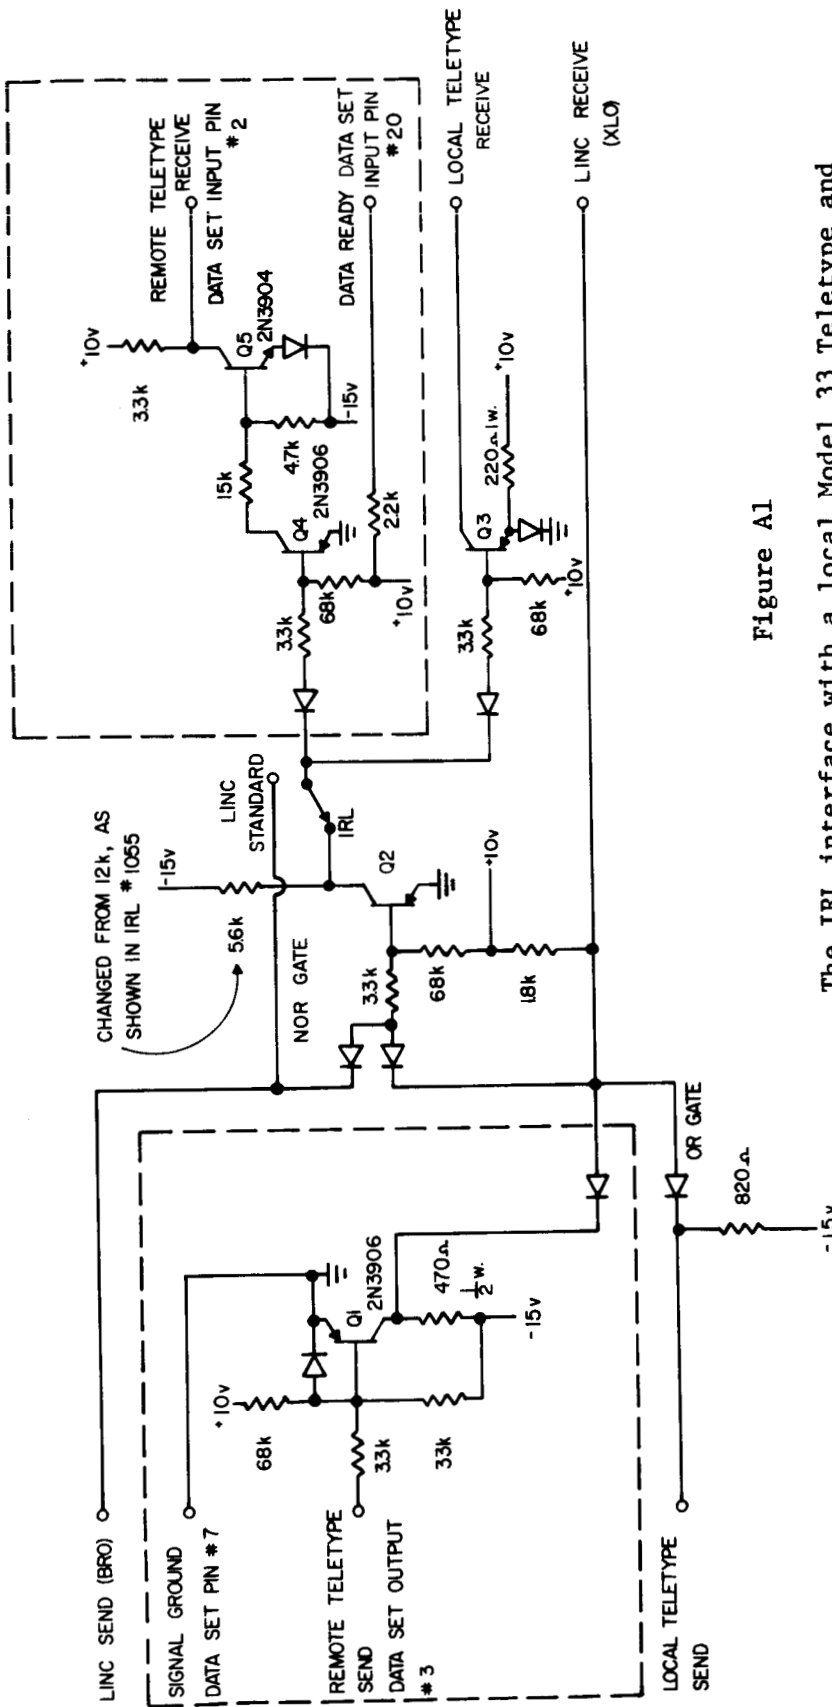 CHANGED FROM 12k, AS
SHOWN IN IRL #1055
5.6k
-15v
LINC
STANDARD
NOR GATE
IRL
LINC SEND (BRO)
SIGNAL GROUND
DATA SET PIN #7
REMOTE TELETYPE
SEND
DATA SET OUTPUT
#3
LOCAL TELETYPE
SEND
+10v
68k
3.3k
33k
Q1
2N3906
470Ω
½ w.
-15v
OR GATE
820Ω
-15v
3.3k
68k
1.8k
+10v
Q2
3.3k
68k
+10v
Q4
2N3906
15k
4.7k
-15v
2.2k
3.3k
+10v
Q5
2N3904
REMOTE TELETYPE
RECEIVE
DATA SET INPUT PIN
#2
DATA READY DATA SET
INPUT PIN
#20
3.3k
68k
+10v
Q3
220Ω 1w.
+10v
LOCAL TELETYPE
RECEIVE
LINC RECEIVE
(XLO)
Figure A1
The IRL interface with a local Model 33 Teletype and